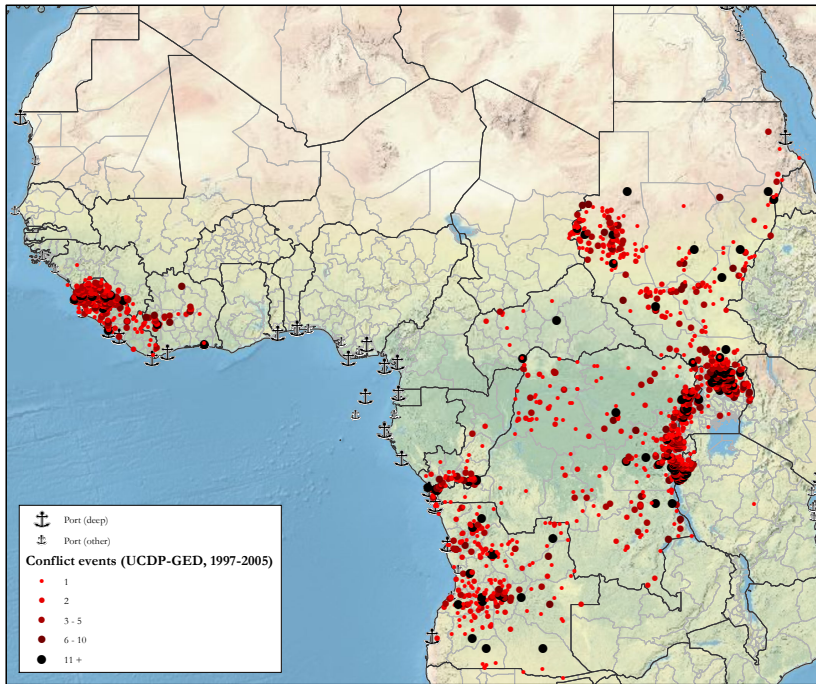 Port (deep)
Port (other)
Conflict events (UCDP-GED, 1997-2005)
1
2
3 - 5
6 - 10
11 +